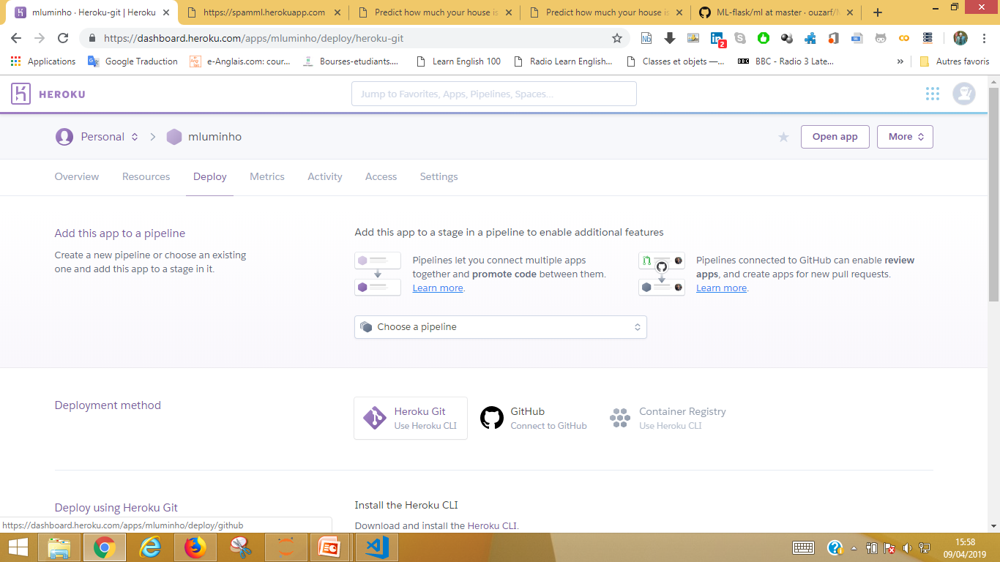 mluminho · Heroku-git | Heroku
https://spamml.herokuapp.com
Predict how much your house is
Predict how much your house is
ML-flask/ml at master · ouzarf/M
https://dashboard.heroku.com/apps/mluminho/deploy/heroku-git
2
Applications
Google Traduction
e-Anglais.com: cour...
Bourses-etudiants....
Learn English 100
Radio Learn English...
Classes et objets —...
BBC
BBC - Radio 3 Late...
»
Autres favoris
HEROKU
Jump to Favorites, Apps, Pipelines, Spaces...
Personal
mluminho
Open app
More
Overview
Resources
Deploy
Metrics
Activity
Access
Settings
Add this app to a pipeline
Create a new pipeline or choose an existing
one and add this app to a stage in it.
Add this app to a stage in a pipeline to enable additional features
Pipelines let you connect multiple apps
together and promote code between them.
Learn more.
Pipelines connected to GitHub can enable review
apps, and create apps for new pull requests.
Learn more.
Choose a pipeline
Deployment method
Heroku Git
Use Heroku CLI
GitHub
Connect to GitHub
Container Registry
Use Heroku CLI
Deploy using Heroku Git
Install the Heroku CLI
Download and install the Heroku CLI.
https://dashboard.heroku.com/apps/mluminho/deploy/github
15:58
09/04/2019